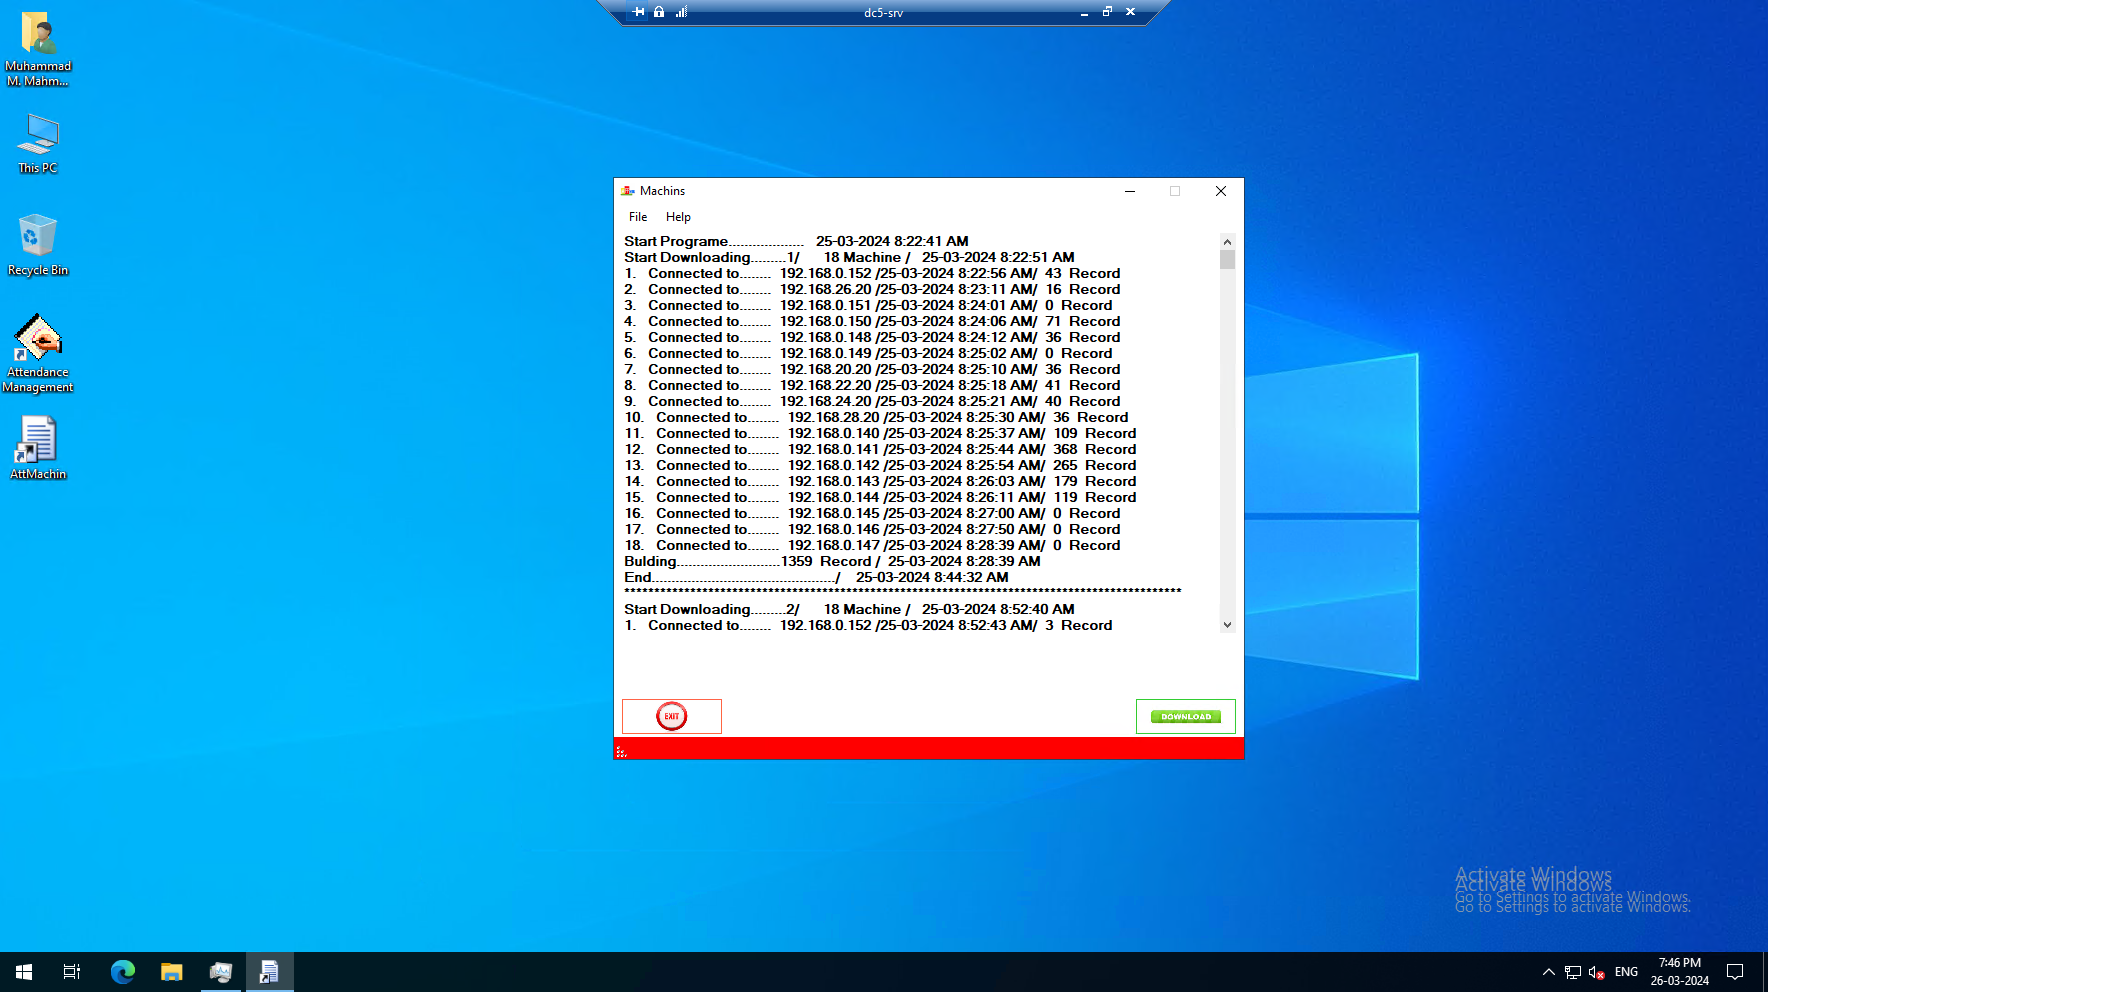 dc5-srv
Muhammad
M. Mahm...
This PC
Recycle Bin
Attendance
Management
AttMachin
Machins
File Help
Start Programe................... 25-03-2024 8:22:41 AM
Start Downloading.........1/ 18 Machine / 25-03-2024 8:22:51 AM
1. Connected to........ 192.168.0.152 /25-03-2024 8:22:56 AM/ 43 Record
2. Connected to........ 192.168.26.20 /25-03-2024 8:23:11 AM/ 16 Record
3. Connected to........ 192.168.0.151 /25-03-2024 8:24:01 AM/ 0 Record
4. Connected to........ 192.168.0.150 /25-03-2024 8:24:06 AM/ 71 Record
5. Connected to........ 192.168.0.148 /25-03-2024 8:24:12 AM/ 36 Record
6. Connected to........ 192.168.0.149 /25-03-2024 8:25:02 AM/ 0 Record
7. Connected to........ 192.168.20.20 /25-03-2024 8:25:10 AM/ 36 Record
8. Connected to........ 192.168.22.20 /25-03-2024 8:25:18 AM/ 41 Record
9. Connected to........ 192.168.24.20 /25-03-2024 8:25:21 AM/ 40 Record
10. Connected to........ 192.168.28.20 /25-03-2024 8:25:30 AM/ 36 Record
11. Connected to........ 192.168.0.140 /25-03-2024 8:25:37 AM/ 109 Record
12. Connected to........ 192.168.0.141 /25-03-2024 8:25:44 AM/ 368 Record
13. Connected to........ 192.168.0.142 /25-03-2024 8:25:54 AM/ 265 Record
14. Connected to........ 192.168.0.143 /25-03-2024 8:26:03 AM/ 179 Record
15. Connected to........ 192.168.0.144 /25-03-2024 8:26:11 AM/ 119 Record
16. Connected to........ 192.168.0.145 /25-03-2024 8:27:00 AM/ 0 Record
17. Connected to........ 192.168.0.146 /25-03-2024 8:27:50 AM/ 0 Record
18. Connected to........ 192.168.0.147 /25-03-2024 8:28:39 AM/ 0 Record
Bulding..........................1359 Record / 25-03-2024 8:28:39 AM
End............................................../ 25-03-2024 8:44:32 AM
*********************************************************************************************
Start Downloading.........2/ 18 Machine / 25-03-2024 8:52:40 AM
1. Connected to........ 192.168.0.152 /25-03-2024 8:52:43 AM/ 3 Record
EXIT
DOWNLOAD
Activate Windows
Activate Windows
Go to Settings to activate Windows.
Go to Settings to activate Windows.
ENG
7:46 PM
26-03-2024